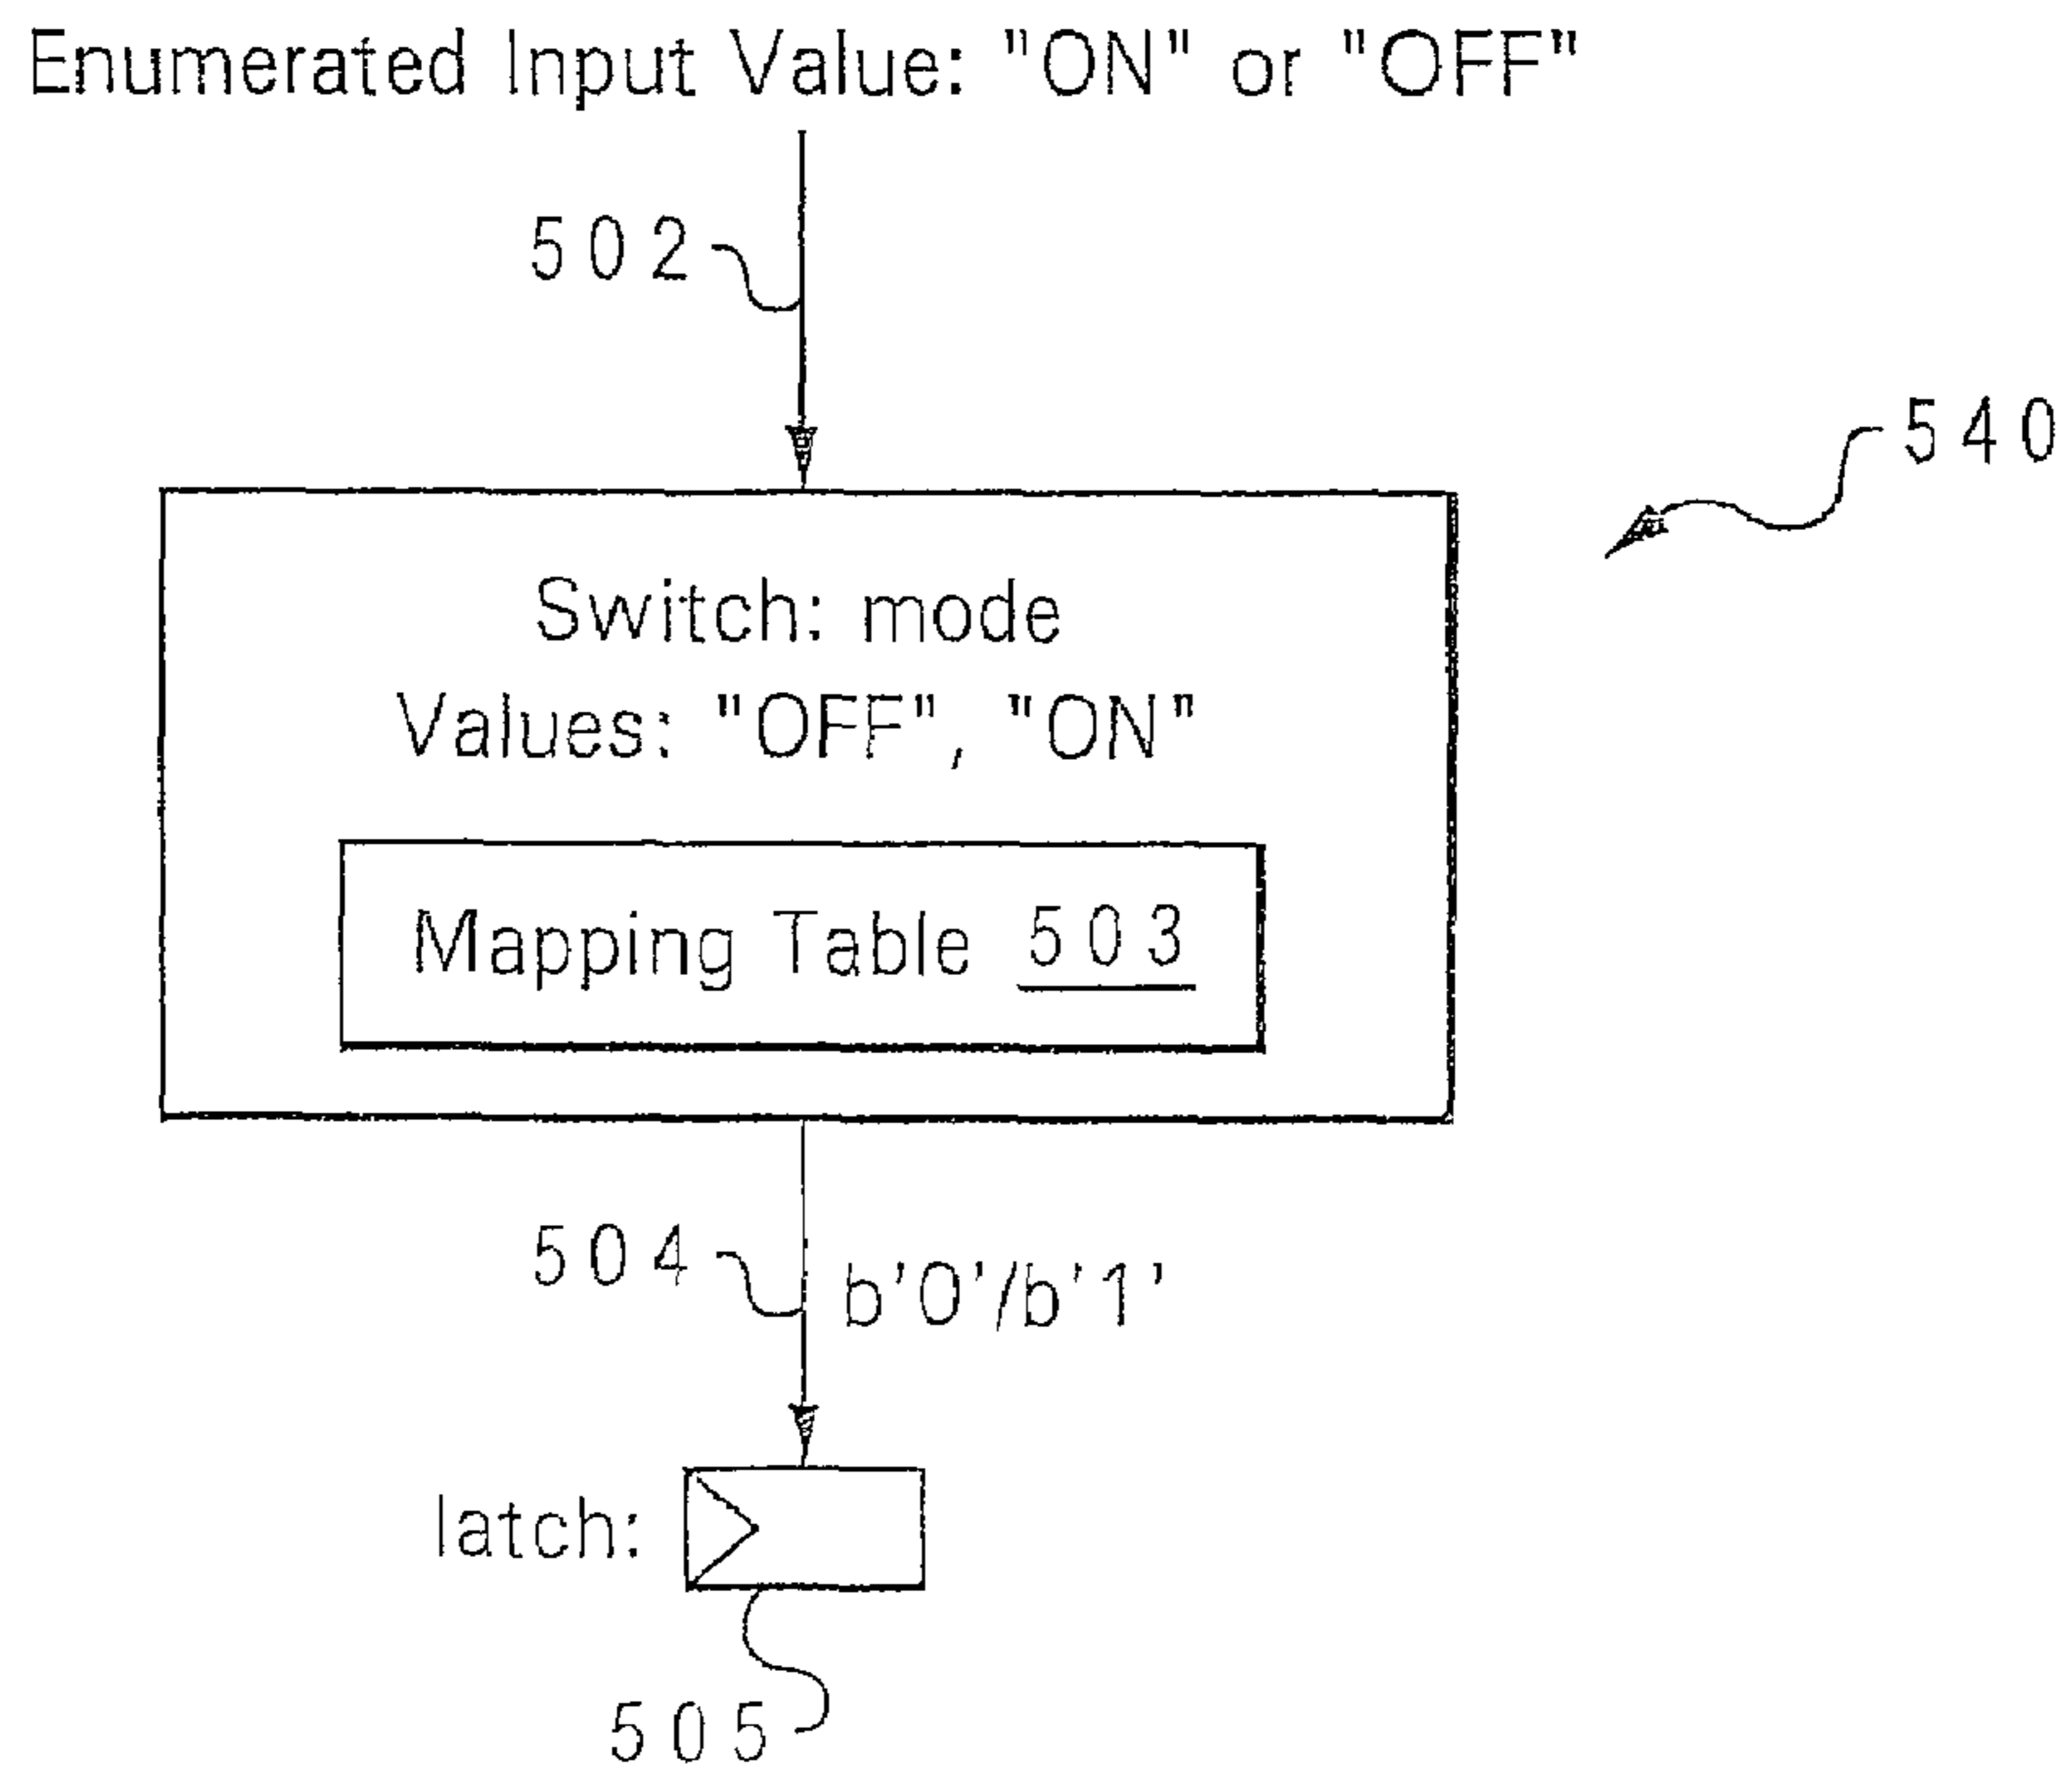 Enumerated Input Value: "ON" or "OFF"
502
540
Switch: mode
Values: "OFF", "ON"
Mapping Table 503
504
b'0'/b'1'
latch:
505